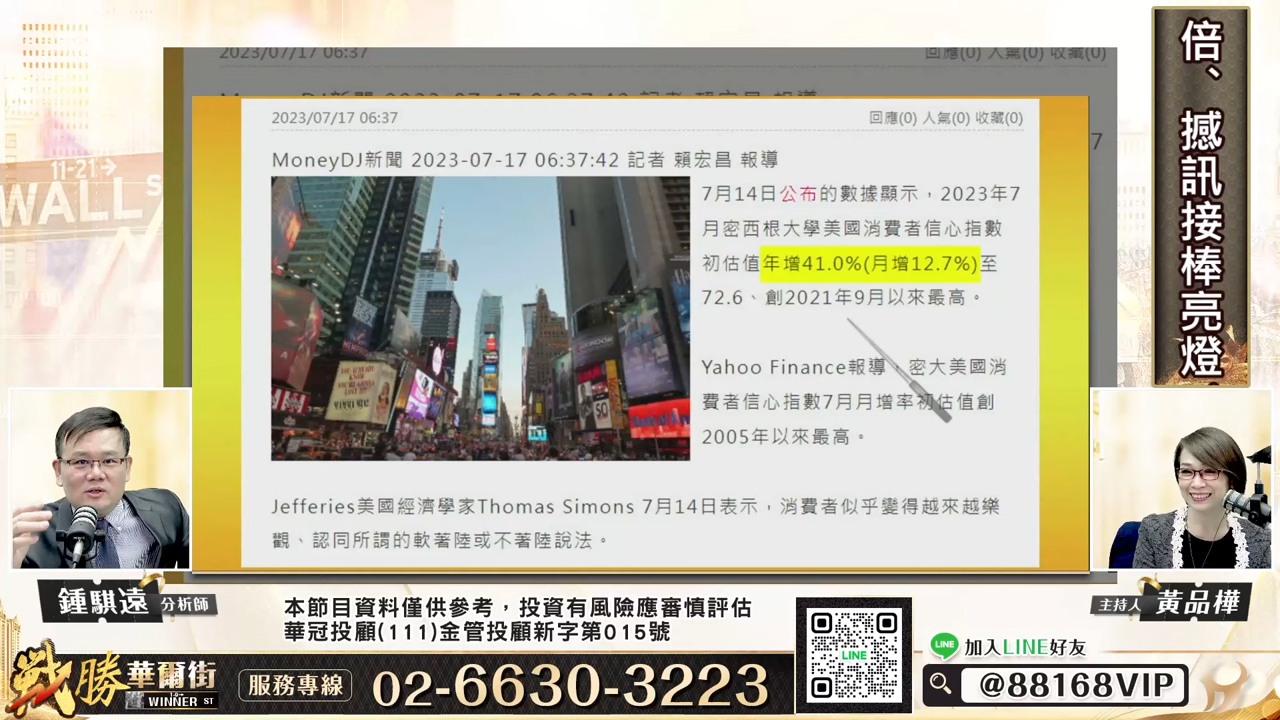 2023/07/17 06:37
回應(0) 人氣(0) 收藏(0)
2023/07/17 06:37
回應(0) 人氣(0) 收藏(0)
MoneyDJ新聞 2023-07-17 06:37:42 記者 賴宏昌 報導
7月14日公布的數據顯示，2023年7
月密西根大學美國消費者信心指數
初估值年增41.0%(月增12.7%)至
72.6、創2021年9月以來最高。
Yahoo Finance報導，密大美國消
費者信心指數7月月增率初估值創
2005年以來最高。
Jefferies美國經濟學家Thomas Simons 7月14日表示，消費者似乎變得越來越樂
觀、認同所謂的軟著陸或不著陸說法。
倍、撼訊接棒亮燈
11-21
WALL ST
50
鍾騏遠 分析師
主持人 黃品樺
本節目資料僅供參考，投資有風險應審慎評估
華冠投顧(111)金管投顧新字第015號
LINE
LINE 加入LINE好友
戰勝華爾街
WINNER ST
服務專線 02-6630-3223
@88168VIP